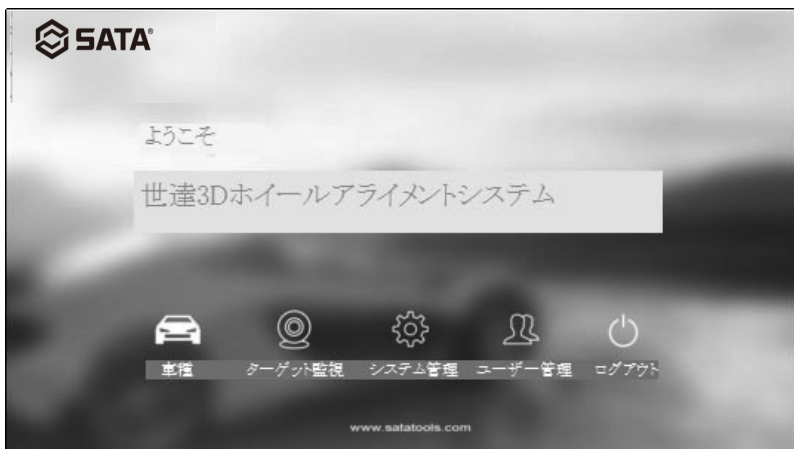 SATA®
ようこそ
世達3Dホイールアライメントシステム
車種 ターゲット監視 システム管理 ユーザー管理 ログアウト
www.satatools.com